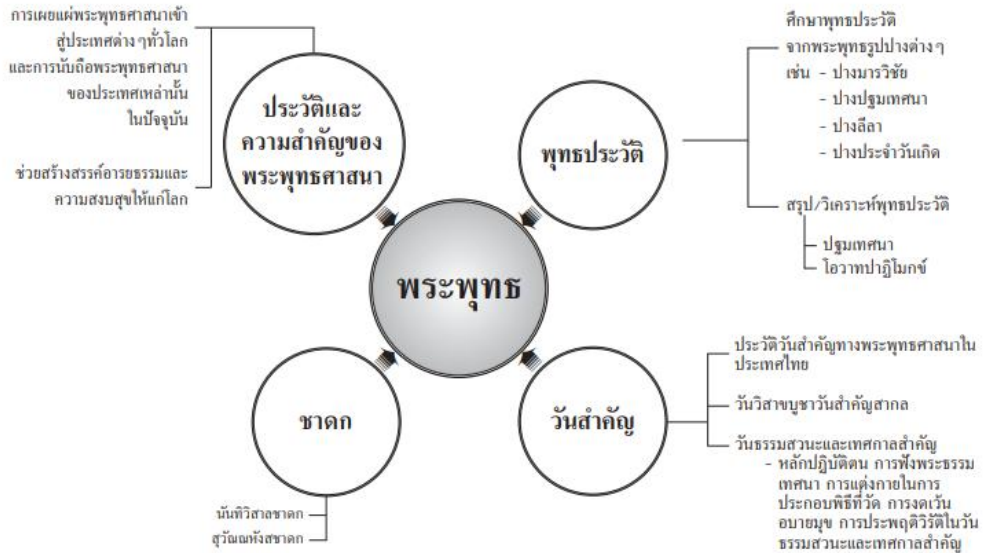 การเผยแผ่พระพุทธศาสนาเข้า
สู่ประเทศต่างๆทั่วโลก
และการนับถือพระพุทธศาสนา
ของประเทศเหล่านั้น
ในปัจจุบัน
ช่วยสร้างสรรค์อารยธรรมและ
ความสงบสุขให้แก่โลก
ประวัติและ
ความสำคัญของ
พระพุทธศาสนา
พุทธประวัติ
ศึกษาพุทธประวัติ
จากพระพุทธรูปปางต่างๆ
เช่น - ปางมารวิชัย
- ปางปฐมเทศนา
- ปางลีลา
- ปางประจำวันเกิด
สรุป/วิเคราะห์พุทธประวัติ
ปฐมเทศนา
โอวาทปาฏิโมกข์
พระพุทธ
ชาดก
นันทิวิสาลชาดก
สุวัณณหังสชาดก
วันสำคัญ
ประวัติวันสำคัญทางพระพุทธศาสนาใน
ประเทศไทย
วันวิสาขบูชาวันสำคัญสากล
วันธรรมสวนะและเทศกาลสำคัญ
- หลักปฏิบัติตน การฟังพระธรรม
เทศนา การแต่งกายในการ
ประกอบพิธีที่วัด การงดเว้น
อบายมุข การประพฤติวิรัติในวัน
ธรรมสวนะและเทศกาลสำคัญ